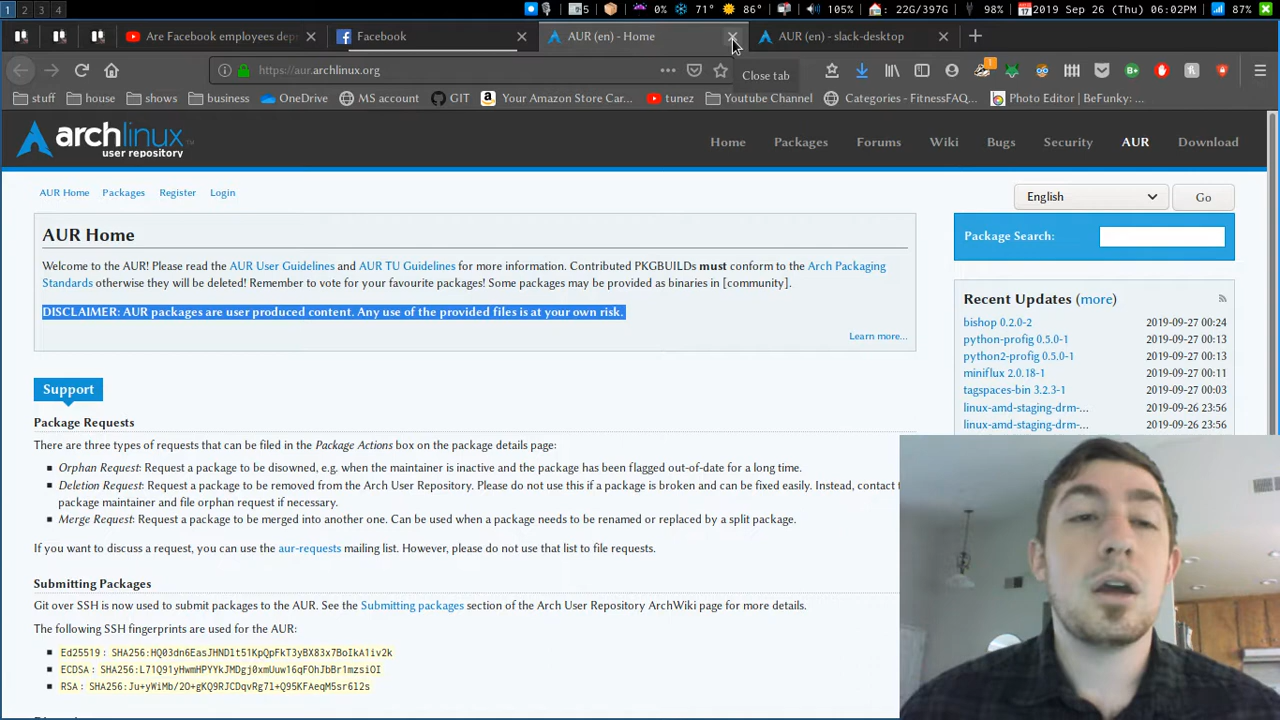 1 2 3 4
5 0% 71° 86° 105% : 22G/397G 98% 2019 Sep 26 (Thu) 06:02PM 87%
Are Facebook employees dep
Facebook
AUR (en) - Home
AUR (en) - slack-desktop
https://aur.archlinux.org
Close tab
stuff house shows business OneDrive MS account GIT Your Amazon Store Car... tunez Youtube Channel Categories - FitnessFAQ... Photo Editor | BeFunky: ...
archlinux
user repository
Home Packages Forums Wiki Bugs Security AUR Download
AUR Home Packages Register Login
English
Go
AUR Home
Welcome to the AUR! Please read the AUR User Guidelines and AUR TU Guidelines for more information. Contributed PKGBUILDs must conform to the Arch Packaging
Standards otherwise they will be deleted! Remember to vote for your favourite packages! Some packages may be provided as binaries in [community].
DISCLAIMER: AUR packages are user produced content. Any use of the provided files is at your own risk.
Learn more...
Package Search:
Recent Updates (more)
bishop 0.2.0-2 2019-09-27 00:24
python-profig 0.5.0-1 2019-09-27 00:13
python2-profig 0.5.0-1 2019-09-27 00:13
miniflux 2.0.18-1 2019-09-27 00:11
tagspaces-bin 3.2.3-1 2019-09-27 00:03
linux-amd-staging-drm-... 2019-09-26 23:56
linux-amd-staging-drm-... 2019-09-26 23:56
Support
Package Requests
There are three types of requests that can be filed in the Package Actions box on the package details page:
Orphan Request: Request a package to be disowned, e.g. when the maintainer is inactive and the package has been flagged out-of-date for a long time.
Deletion Request: Request a package to be removed from the Arch User Repository. Please do not use this if a package is broken and can be fixed easily. Instead, contact
package maintainer and file orphan request if necessary.
Merge Request: Request a package to be merged into another one. Can be used when a package needs to be renamed or replaced by a split package.
If you want to discuss a request, you can use the aur-requests mailing list. However, please do not use that list to file requests.
Submitting Packages
Git over SSH is now used to submit packages to the AUR. See the Submitting packages section of the Arch User Repository ArchWiki page for more details.
The following SSH fingerprints are used for the AUR:
Ed25519: SHA256:HQ03dn6EasJHNDlt51KpQpFkT3yBX83x7BoIkA1iv2k
ECDSA: SHA256:L71Q91yHwmHPYYkJMDgj0xmUuw16qFOhJbBr1mzsiOI
RSA: SHA256:Ju+yWiMb/2O+gKQ9RJCDqvRg7l+Q95KFAeqM5sr6l2s